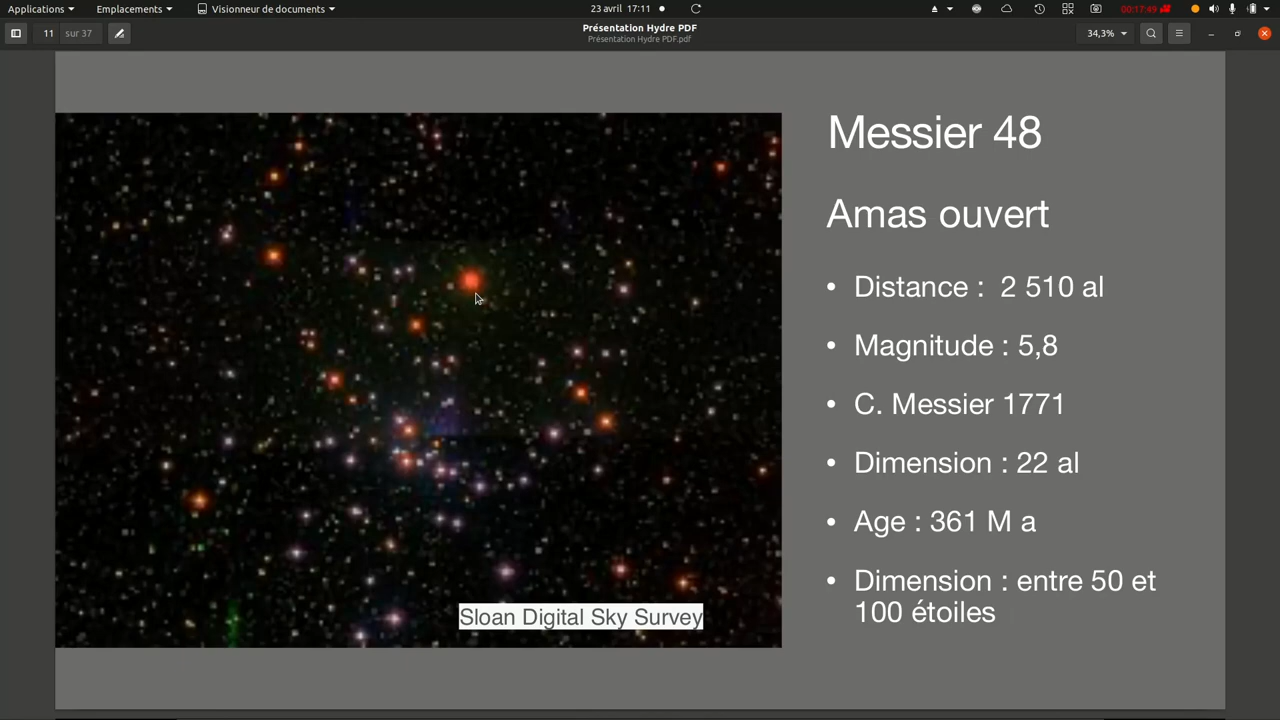 Applications
Emplacements
Visionneur de documents
23 avril 17:11
00:17:49
11 sur 37
Présentation Hydre PDF
Présentation Hydre PDF.pdf
34,3%
Messier 48
Amas ouvert
• Distance : 2 510 al
• Magnitude : 5,8
• C. Messier 1771
• Dimension : 22 al
• Age : 361 M a
• Dimension : entre 50 et
100 étoiles
Sloan Digital Sky Survey